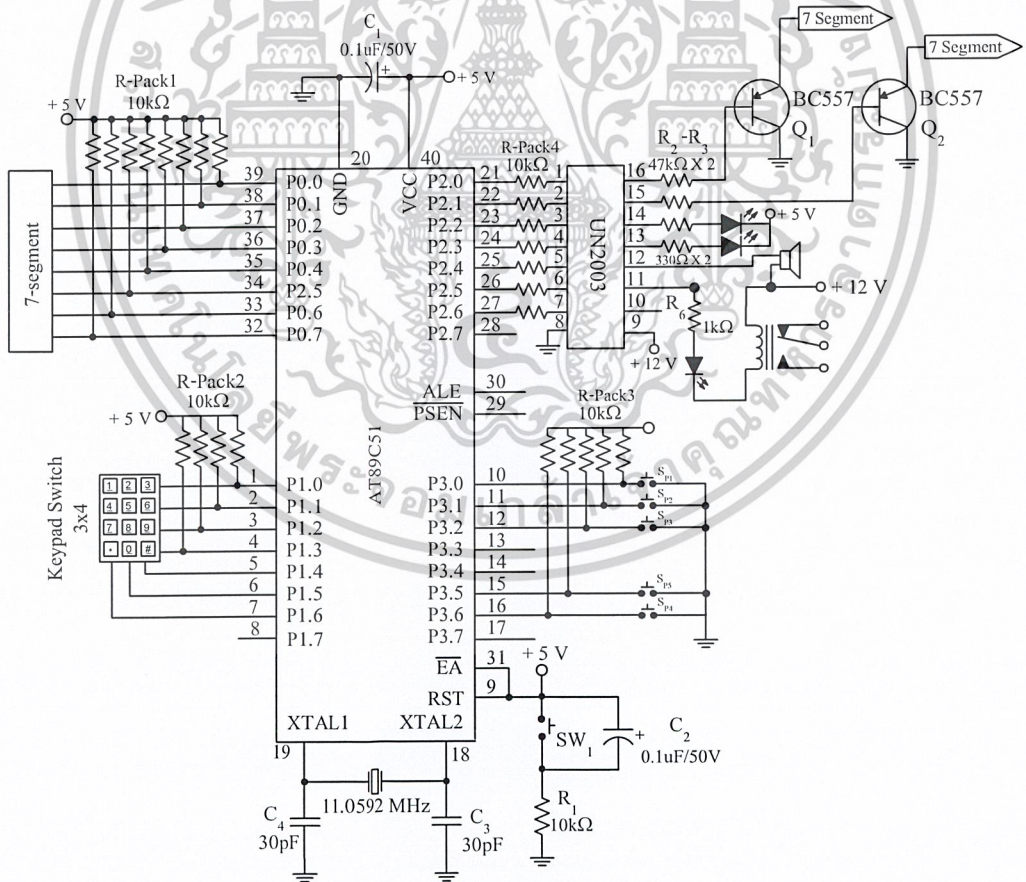 7 Segment
7 Segment
C1
0.1uF/50V
+
+ 5 V
R-Pack1
10kΩ
+ 5 V
BC557
Q1
BC557
Q2
20
40
GND
VCC
R-Pack4
10kΩ
R2-R3
47kΩ X 2
7-segment
39
38
37
36
35
34
33
32
P0.0
P0.1
P0.2
P0.3
P0.4
P2.5
P0.6
P0.7
P2.0
P2.1
P2.2
P2.3
P2.4
P2.5
P2.6
P2.7
21
22
23
24
25
26
27
28
1
2
3
4
5
6
7
8
UN2003
16
15
14
13
12
11
10
9
+ 5 V
330Ω X 2
+ 12 V
R6
1kΩ
+ 12 V
ALE
30
PSEN
29
AT89C51
R-Pack2
10kΩ
+ 5 V
R-Pack3
10kΩ
Keypad Switch
3x4
1 2 3
4 5 6
7 8 9
0 #
1
2
3
4
5
6
7
8
P1.0
P1.1
P1.2
P1.3
P1.4
P1.5
P1.6
P1.7
P3.0
P3.1
P3.2
P3.3
P3.4
P3.5
P3.6
P3.7
10
11
12
13
14
15
16
17
SP1
SP2
SP3
SP5
SP4
EA
31
RST
9
+ 5 V
XTAL1
XTAL2
19
18
SW1
+
C2
0.1uF/50V
11.0592 MHz
C4
30pF
C3
30pF
R1
10kΩ